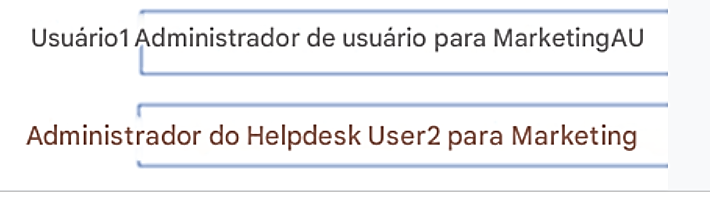 Usuário1 Administrador de usuário para MarketingAU
Administrador do Helpdesk User2 para Marketing